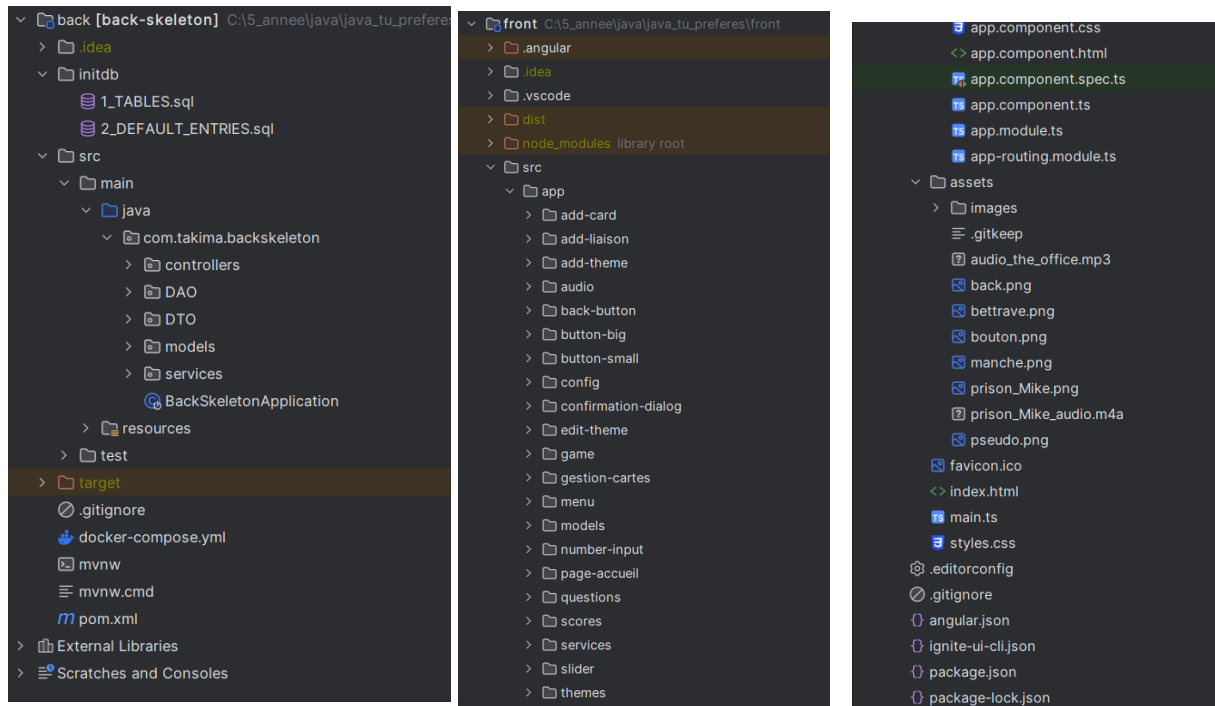 back [back-skeleton] C:\5_annee\java\java_tu_preferes
.idea
initdb
1_TABLES.sql
2_DEFAULT_ENTRIES.sql
src
main
java
com.takima.backskeleton
controllers
DAO
DTO
models
services
BackSkeletonApplication
resources
test
target
.gitignore
docker-compose.yml
mvnw
mvnw.cmd
pom.xml
External Libraries
Scratches and Consoles
front C:\5_annee\java\java_tu_preferes\front
.angular
.idea
.vscode
dist
node_modules library root
src
app
add-card
add-liaison
add-theme
audio
back-button
button-big
button-small
config
confirmation-dialog
edit-theme
game
gestion-cartes
menu
models
number-input
page-accueil
questions
scores
services
slider
themes
app.component.css
app.component.html
app.component.spec.ts
app.component.ts
app.module.ts
app-routing.module.ts
assets
images
.gitkeep
audio_the_office.mp3
back.png
bettrave.png
bouton.png
manche.png
prison_Mike.png
prison_Mike_audio.m4a
pseudo.png
favicon.ico
index.html
main.ts
styles.css
.editorconfig
.gitignore
angular.json
ignite-ui-cli.json
package.json
package-lock.json